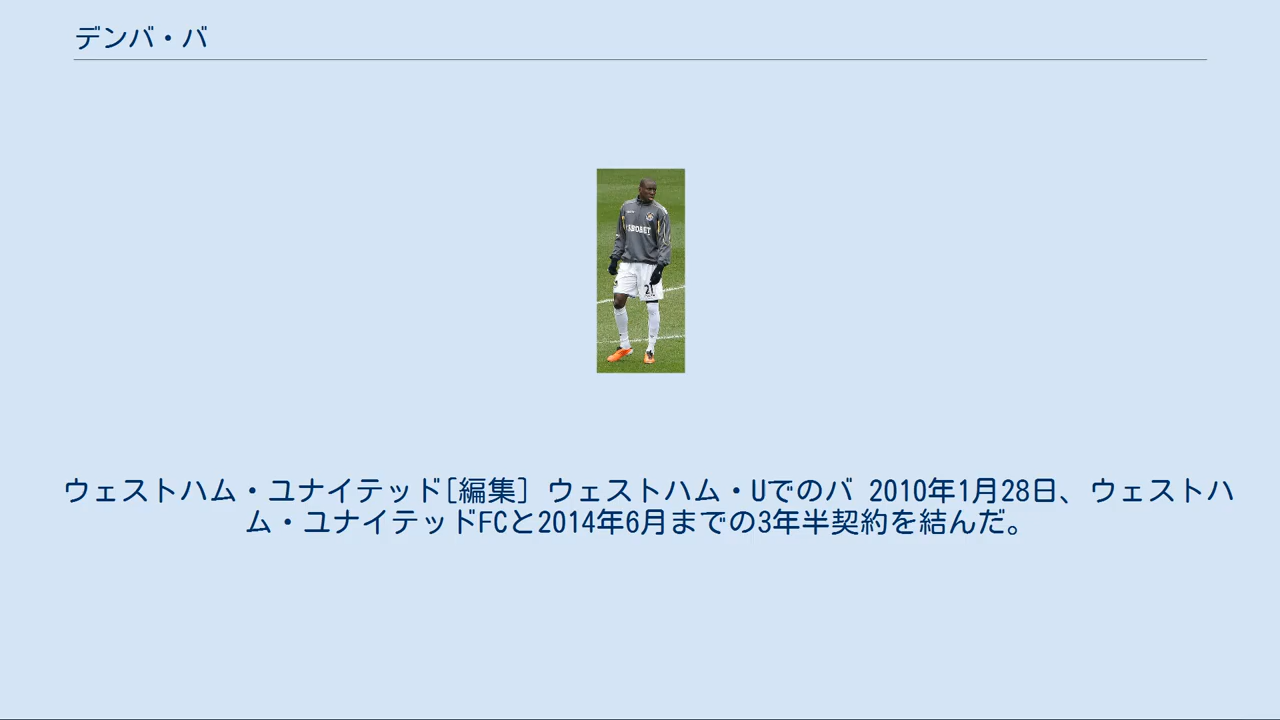 デンバ・バ
SBOBET
21
ウェストハム・ユナイテッド[編集] ウェストハム・Uでのバ 2010年1月28日、ウェストハ
ム・ユナイテッドFCと2014年6月までの3年半契約を結んだ。